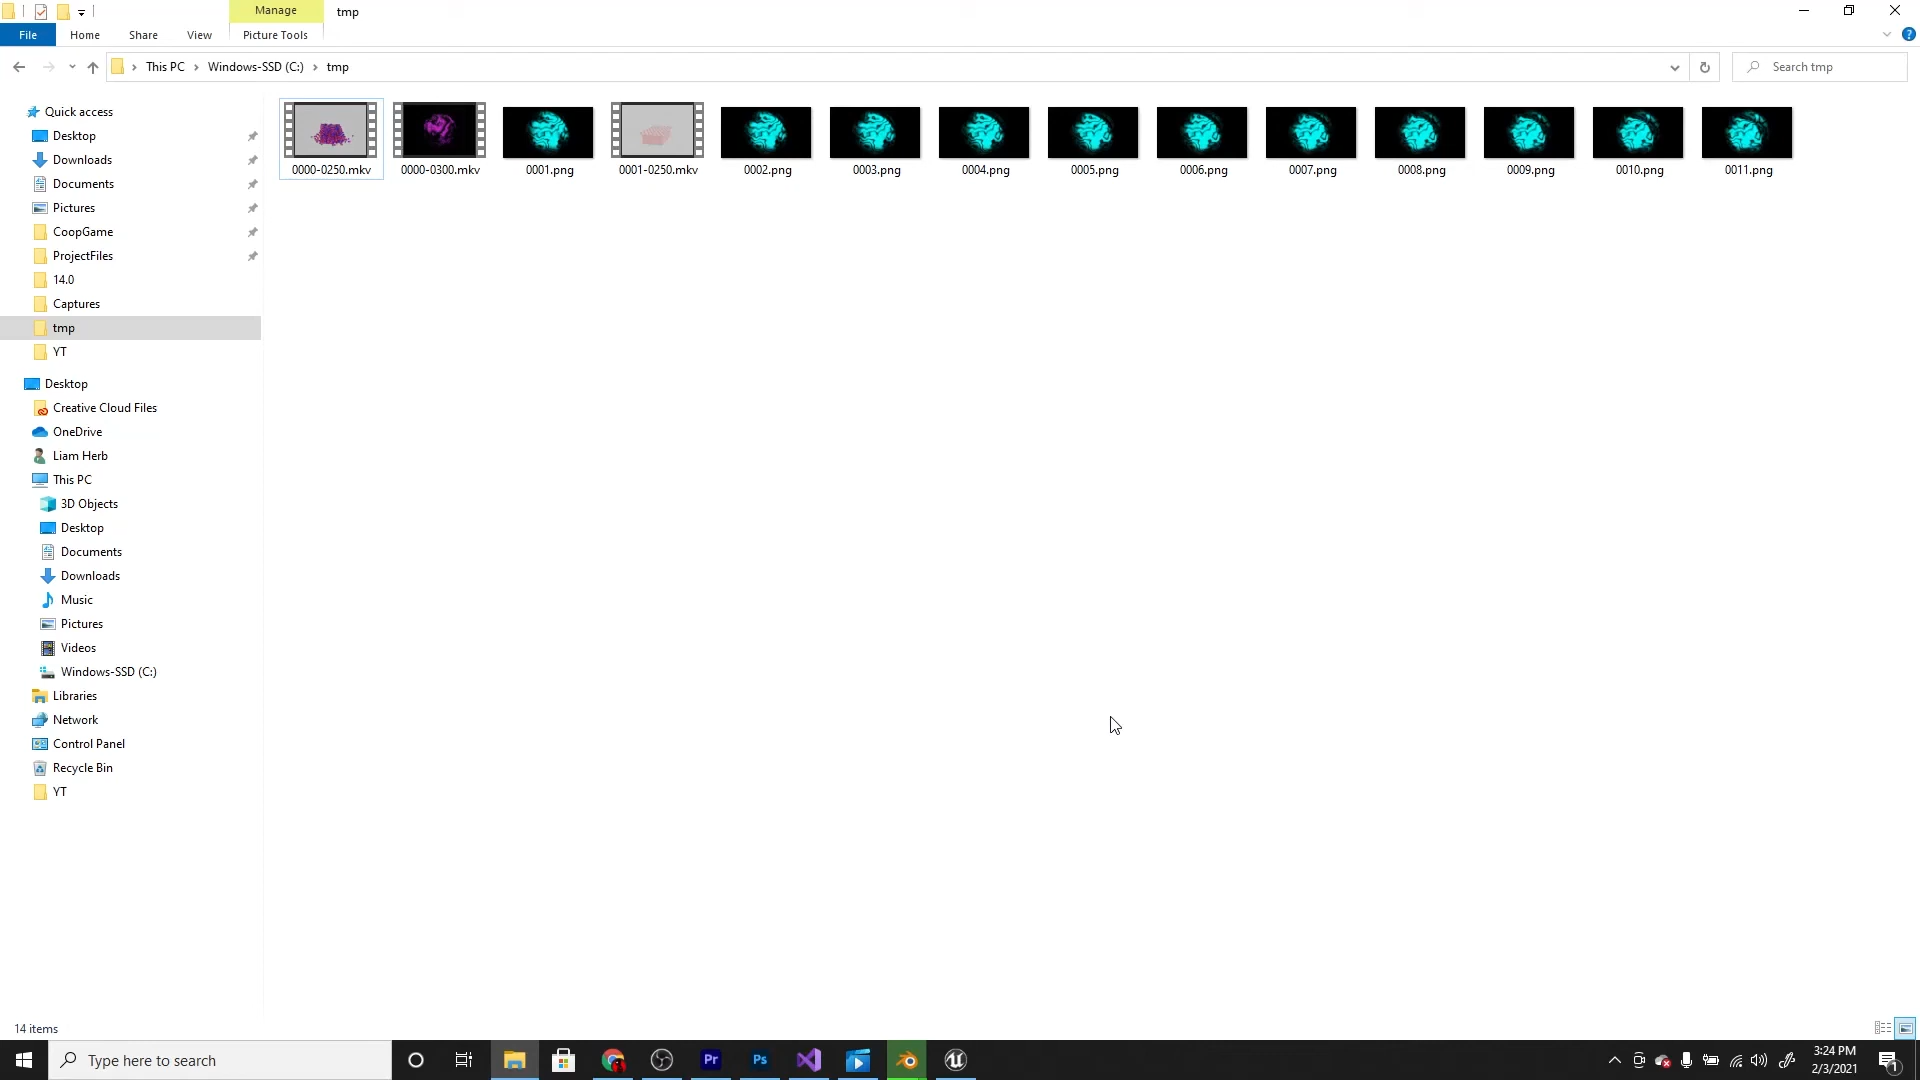 Manage
tmp
File
Home
Share
View
Picture Tools
This PC
Windows-SSD (C:)
tmp
Search tmp
Quick access
Desktop
Downloads
Documents
Pictures
CoopGame
ProjectFiles
14.0
Captures
tmp
YT
Desktop
Creative Cloud Files
OneDrive
Liam Herb
This PC
3D Objects
Desktop
Documents
Downloads
Music
Pictures
Videos
Windows-SSD (C:)
Libraries
Network
Control Panel
Recycle Bin
YT
0000-0250.mkv
0000-0300.mkv
0001.png
0001-0250.mkv
0002.png
0003.png
0004.png
0005.png
0006.png
0007.png
0008.png
0009.png
0010.png
0011.png
14 items
Type here to search
Pr
Ps
3:24 PM
2/3/2021
1